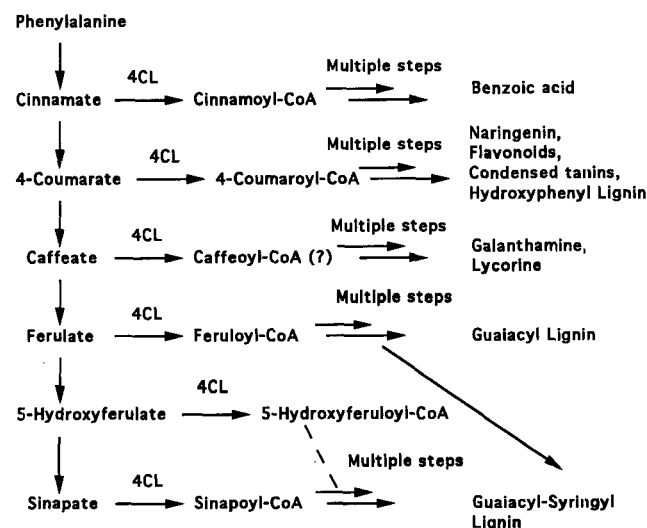 Phenylalanine
4CL
Multiple steps
Cinnamate
Cinnamoyl-CoA
Benzoic acid
4CL
Multiple steps
Naringenin,
Flavonoids,
Condensed tanins,
Hydroxyphenyl Lignin
4-Coumarate
4-Coumaroyl-CoA
4CL
Multiple steps
Caffeate
Caffeoyl-CoA (?)
Galanthamine,
Lycorine
4CL
Multiple steps
Ferulate
Feruloyl-CoA
Guaiacyl Lignin
4CL
5-Hydroxyferulate
5-Hydroxyferuloyl-CoA
4CL
Multiple steps
Sinapate
Sinapoyl-CoA
Guaiacyl-Syringyl
Lignin